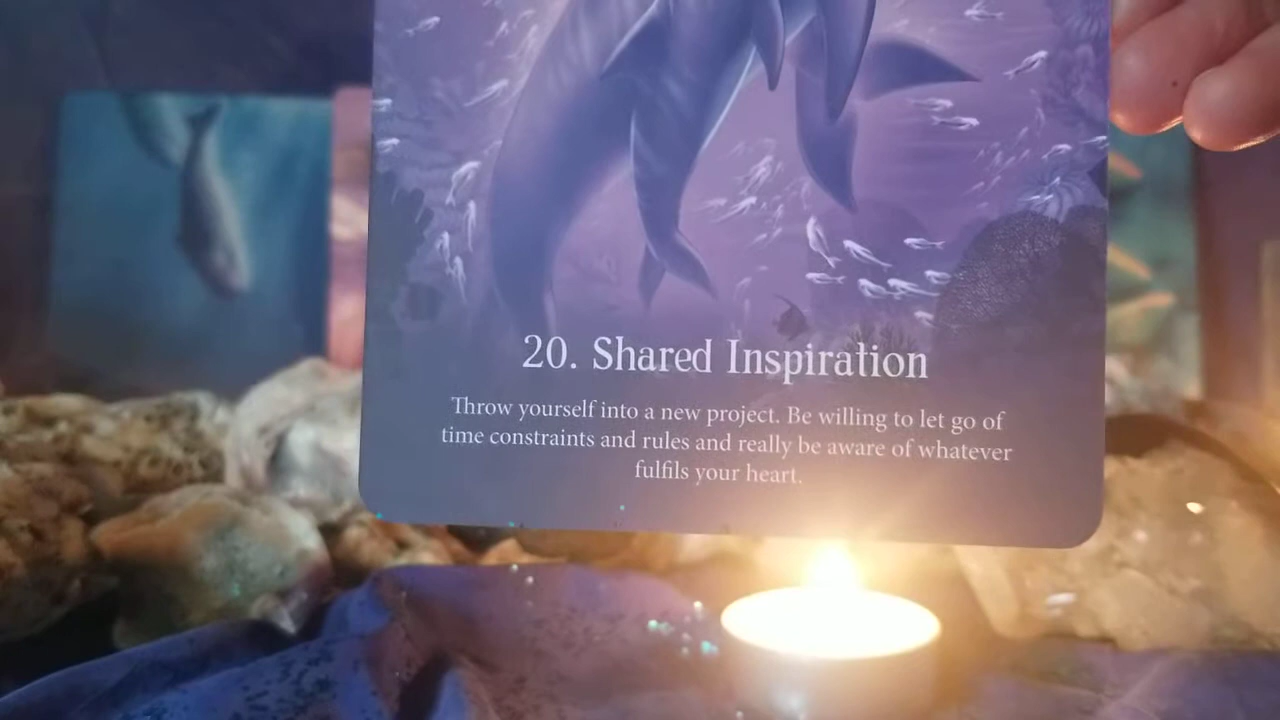 20. Shared Inspiration
Throw yourself into a new project. Be willing to let go of
time constraints and rules and really be aware of whatever
fulfils your heart.